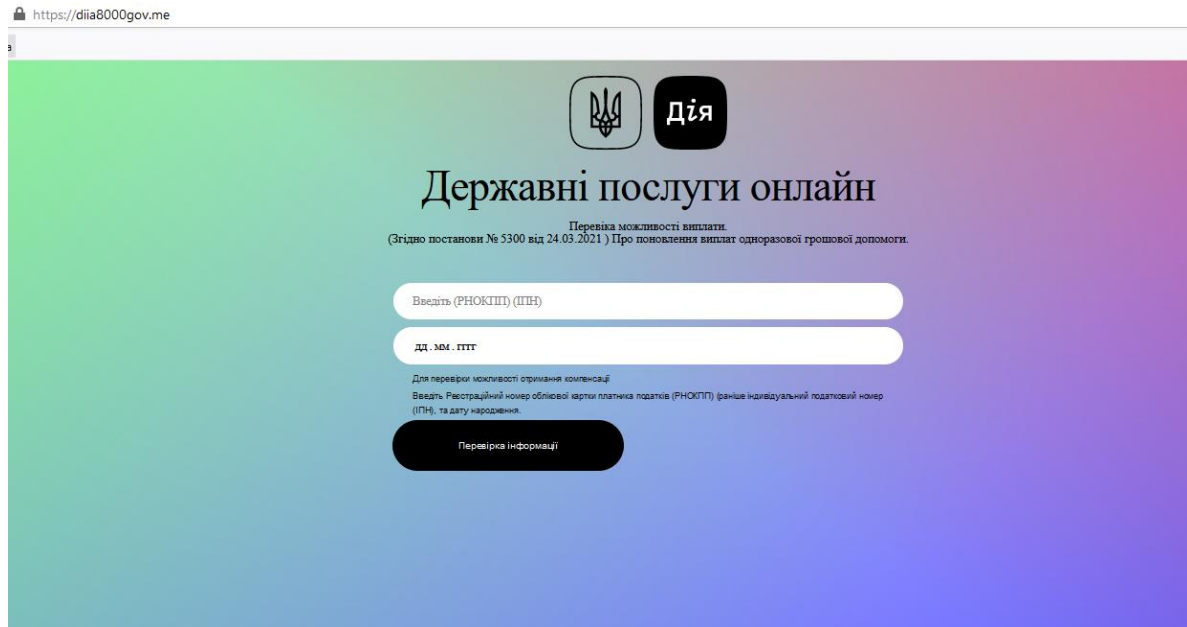 https://diia8000gov.me
а
Дія
Державні послуги онлайн
Перевіка можливості виплати.
(Згідно постанови № 5300 від 24.03.2021 ) Про поновлення виплат одноразової грошової допомоги.
Введіть (РНОКПП) (ІПН)
дд . мм . гггг
Для перевірки можливості отримання компенсації
Введіть Реєстраційний номер облікової картки платника податків (РНОКПП) (раніше індивідуальний податковий номер
(ІПН), та дату народження.
Перевірка інформації